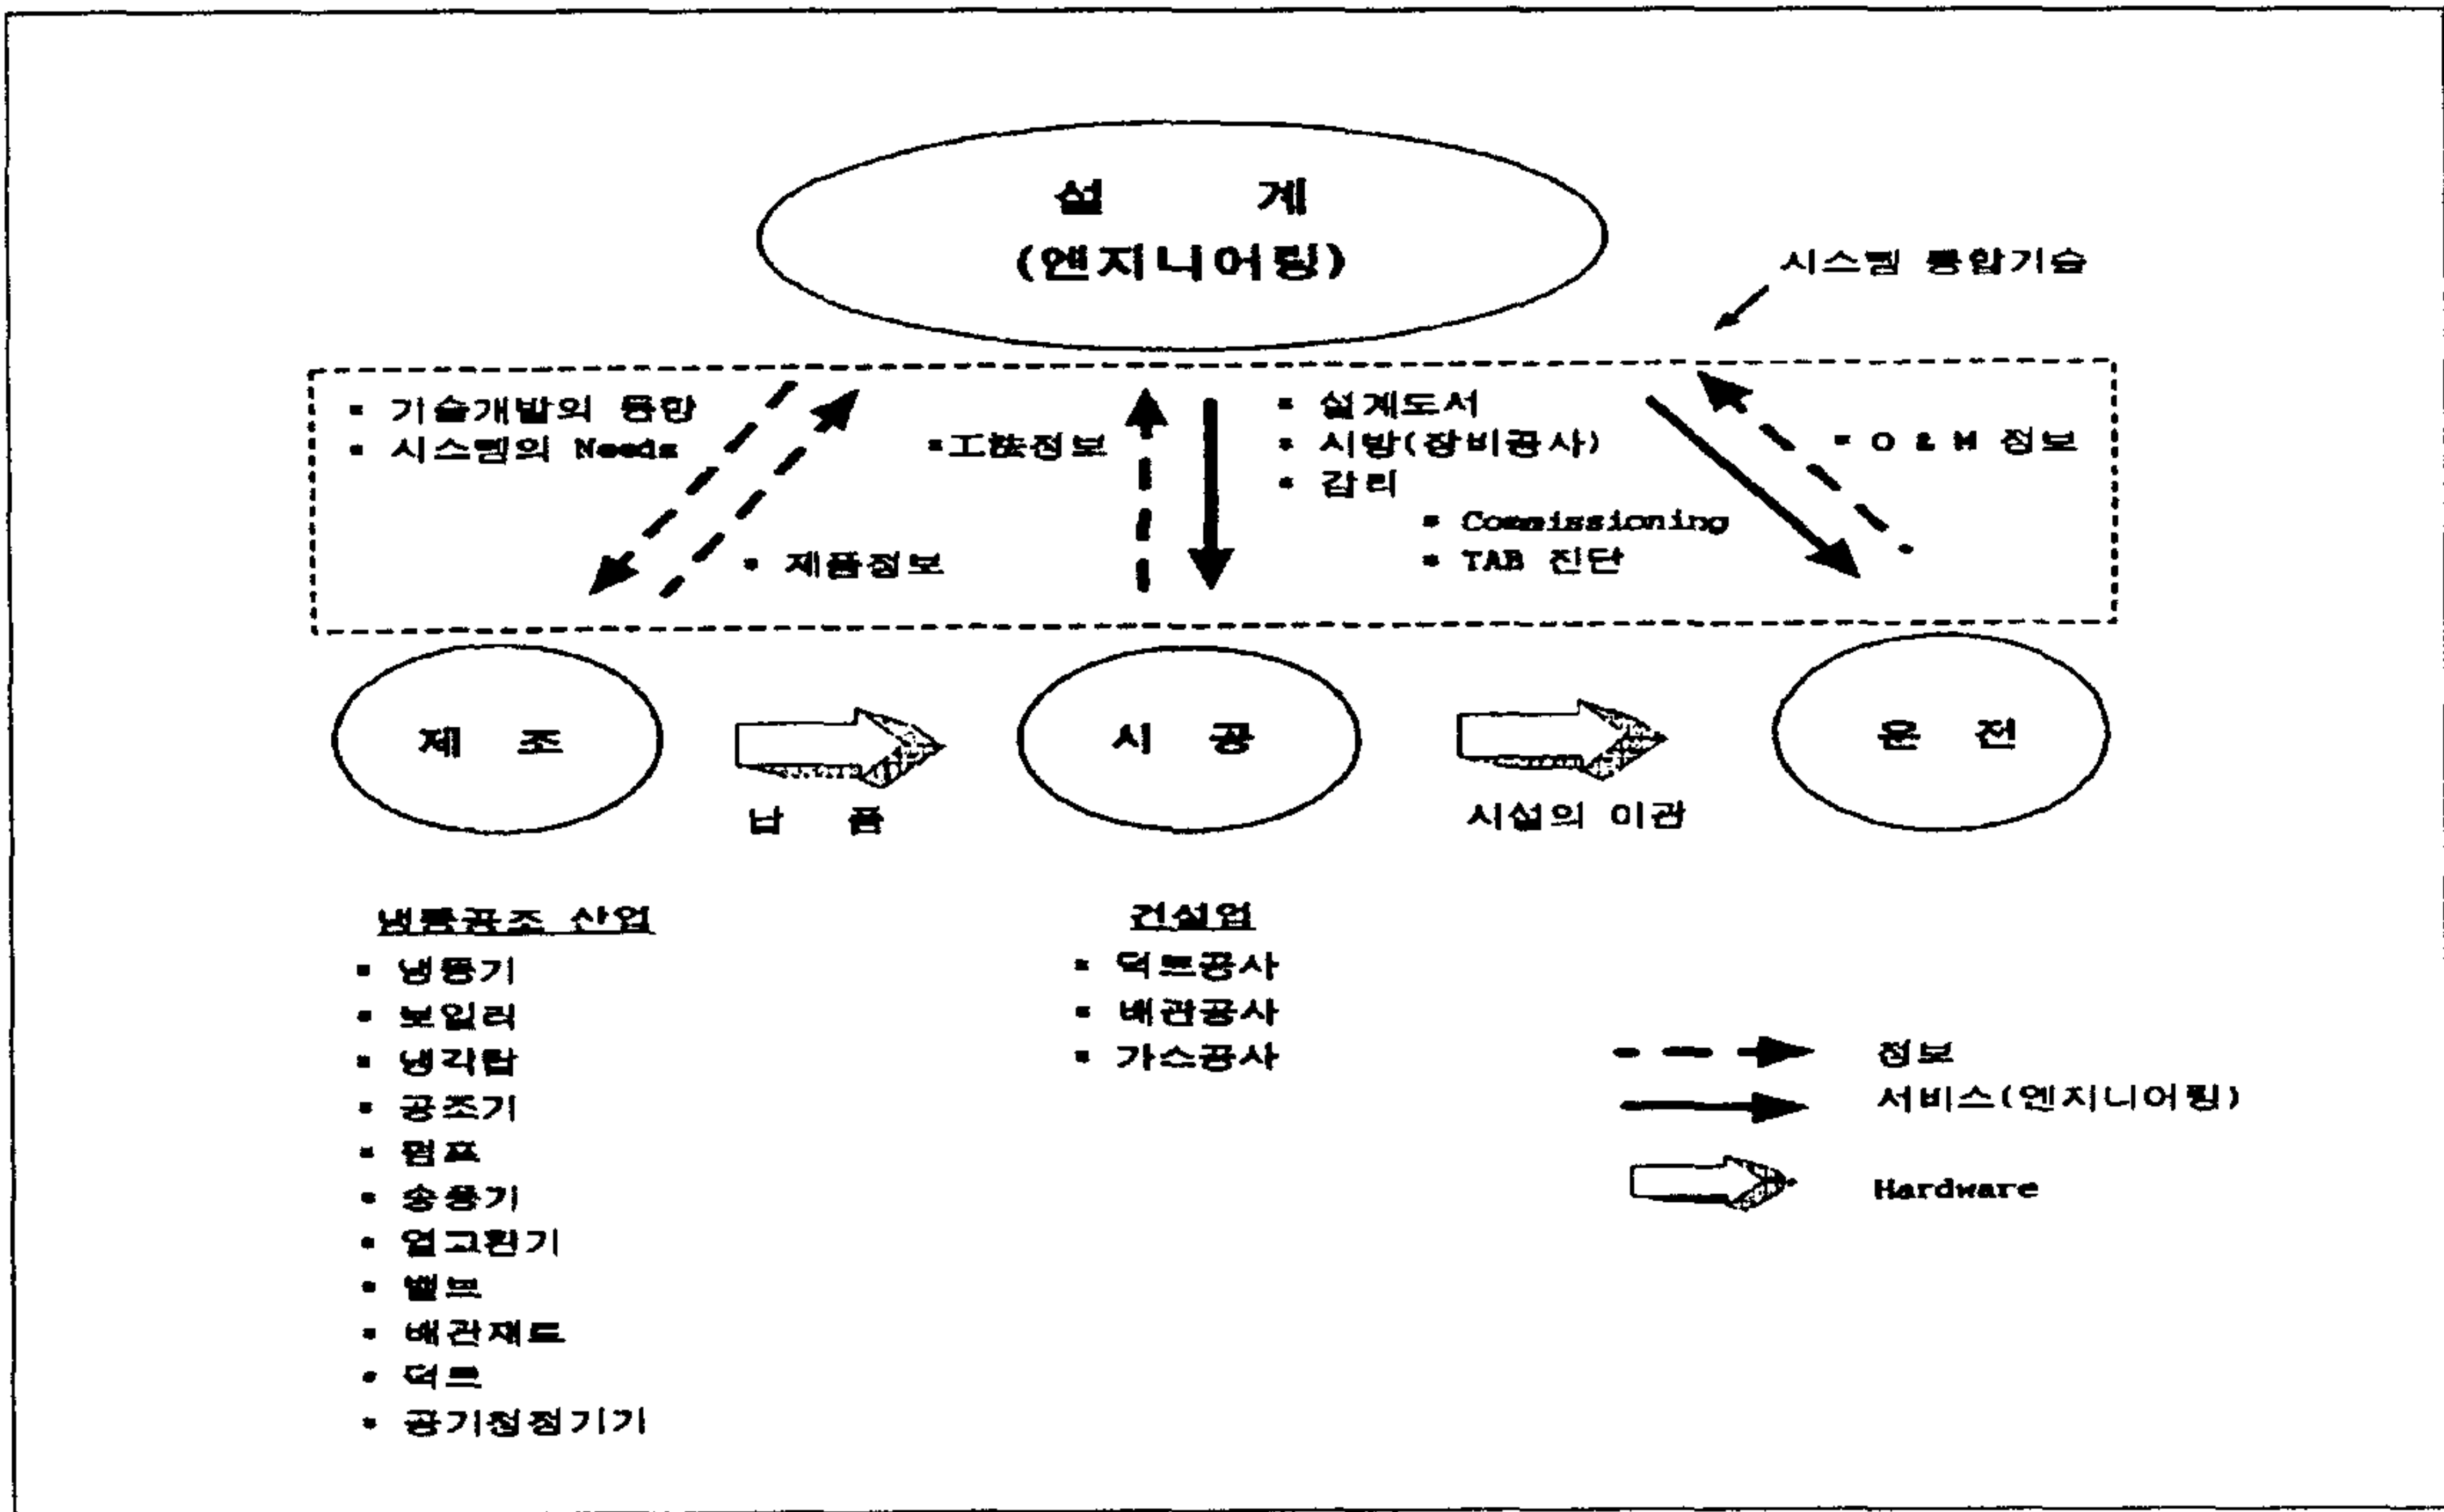 설 계
(엔지니어링)
시스템 통합기술
▪ 기술개발의 동향
▪ 시스템의 Needs
▪ 제품정보
▪工法정보
▪ 설계도서
▪ 시방(장비공사)
▪ 감리
▪ Commissioning
▪ TAB 진단
▪ O & M 정보
제 조
납 품
시 공
시설의 이관
운 전
냉동공조 산업
▪ 냉동기
▪ 보일러
▪ 냉각탑
▪ 공조기
▪ 펌프
▪ 송풍기
▪ 열교환기
▪ 밸브
▪ 배관재트
▪ 덕트
▪ 공기청정기기
건설업
▪ 덕트공사
▪ 배관공사
▪ 가스공사
정보
서비스(엔지니어링)
Hardware